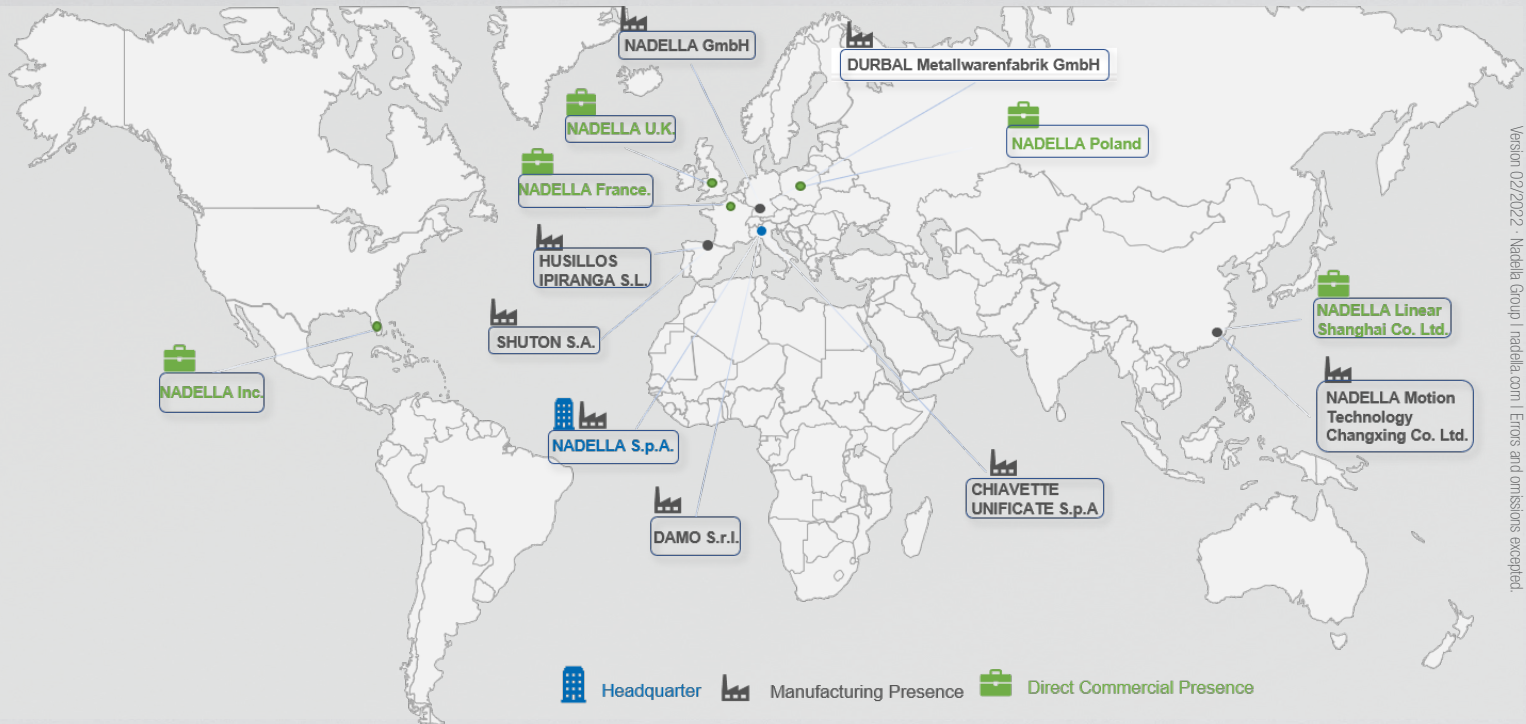 NADELLA GmbH
DURBAL Metallwarenfabrik GmbH
NADELLA U.K.
NADELLA Poland
NADELLA France.
HUSILLOS
IPIRANGA S.L.
SHUTON S.A.
NADELLA Linear
Shanghai Co. Ltd.
NADELLA Inc.
NADELLA Motion
Technology
Changxing Co. Ltd.
NADELLA S.p.A.
CHIAVETTE
UNIFICATE S.p.A
DAMO S.r.l.
Headquarter
Manufacturing Presence
Direct Commercial Presence
Version 02/2022 · Nadella Group | nadella.com | Errors and omissions excepted.